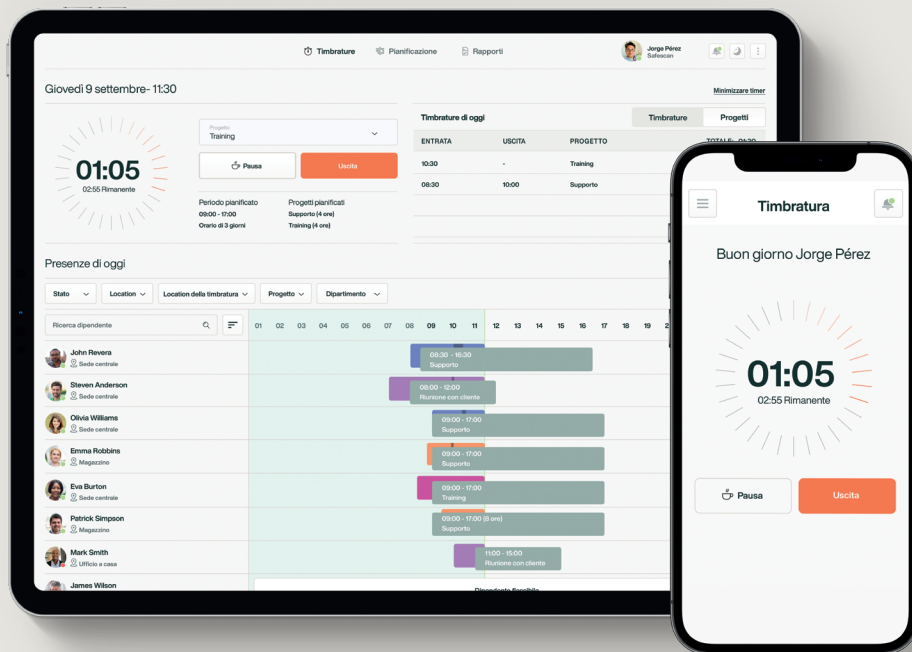 Timbrature
Pianificazione
Rapporti
Jorge Pérez
Safescan
Giovedì 9 settembre- 11:30
Minimizzare timer
01:05
02:55 Rimanente
Progetto
Training
Pausa
Uscita
Periodo pianificato
09:00 - 17:00
Orario di 3 giorni
Progetti pianificati
Supporto (4 ore)
Training (4 ore)
Timbrature di oggi
Timbrature
Progetti
ENTRATA USCITA PROGETTO TOTALE: 01:30
10:30 - Training
08:30 10:00 Supporto
Presenze di oggi
Stato
Location
Location della timbratura
Progetto
Dipartimento
Ricerca dipendente
01 02 03 04 05 06 07 08 09 10 11 12 13 14 15 16 17 18 19
John Revera
Sede centrale
08:30 - 16:30
Supporto
Steven Anderson
Sede centrale
08:00 - 12:00
Riunione con cliente
Olivia Williams
Sede centrale
09:00 - 17:00
Supporto
Emma Robbins
Magazzino
09:00 - 17:00
Supporto
Eva Burton
Sede centrale
09:00 - 17:00
Training
Patrick Simpson
Magazzino
09:00 - 17:00 (8 ore)
Supporto
Mark Smith
Ufficio a casa
11:00 - 15:00
Riunione con cliente
James Wilson
Dipendente flessibile
Timbratura
Buon giorno Jorge Pérez
01:05
02:55 Rimanente
Pausa
Uscita